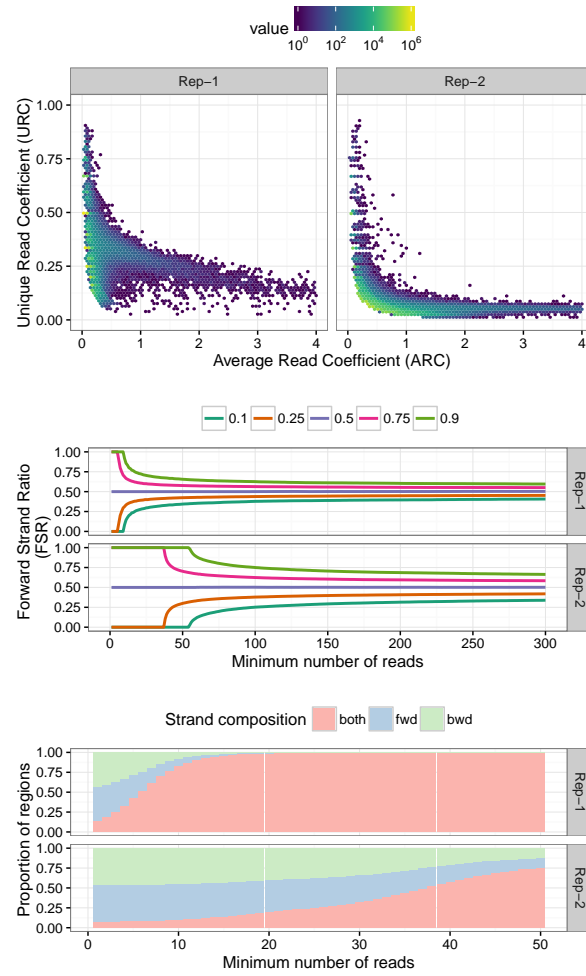 value
10^0 10^2 10^4 10^6
Rep−1 Rep−2
Unique Read Coefficient (URC)
1.00
0.75
0.50
0.25
0.00
0 1 2 3 4 0 1 2 3 4
Average Read Coefficient (ARC)
0.1 0.25 0.5 0.75 0.9
Forward Strand Ratio
(FSR)
1.00
0.75
0.50
0.25
0.00
Rep−1
1.00
0.75
0.50
0.25
0.00
Rep−2
0 50 100 150 200 250 300
Minimum number of reads
Strand composition both fwd bwd
Proportion of regions
1.00
0.75
0.50
0.25
0.00
Rep−1
1.00
0.75
0.50
0.25
0.00
Rep−2
0 10 20 30 40 50
Minimum number of reads